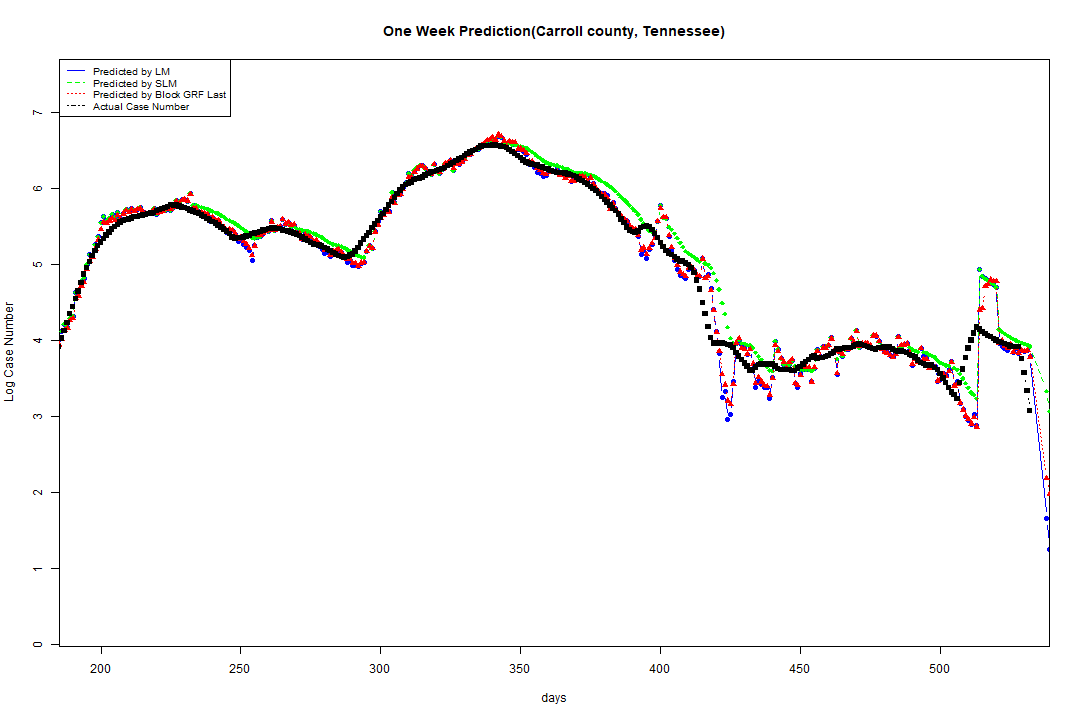 One Week Prediction(Carroll county, Tennessee)
Predicted by LM
Predicted by SLM
Predicted by Block GRF Last
Actual Case Number
7
6
5
4
3
2
1
0
Log Case Number
200 250 300 350 400 450 500
days